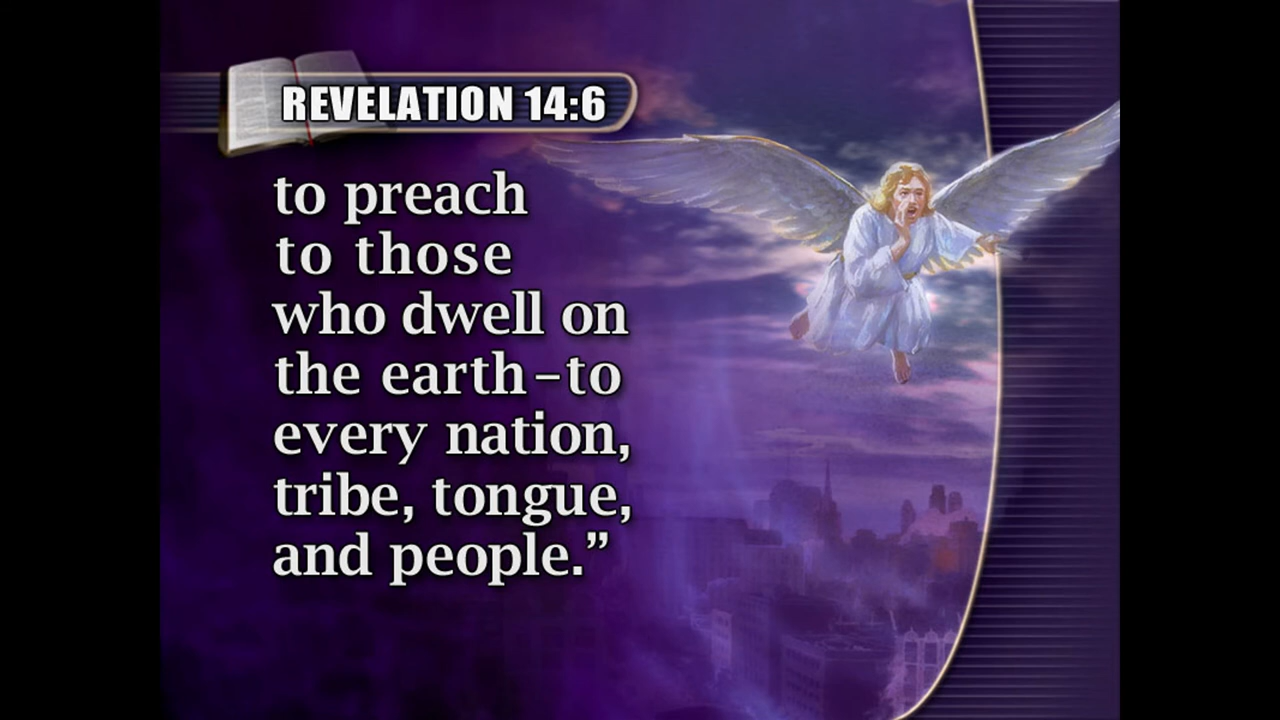 REVELATION 14:6
to preach
to those
who dwell on
the earth–to
every nation,
tribe, tongue,
and people.”